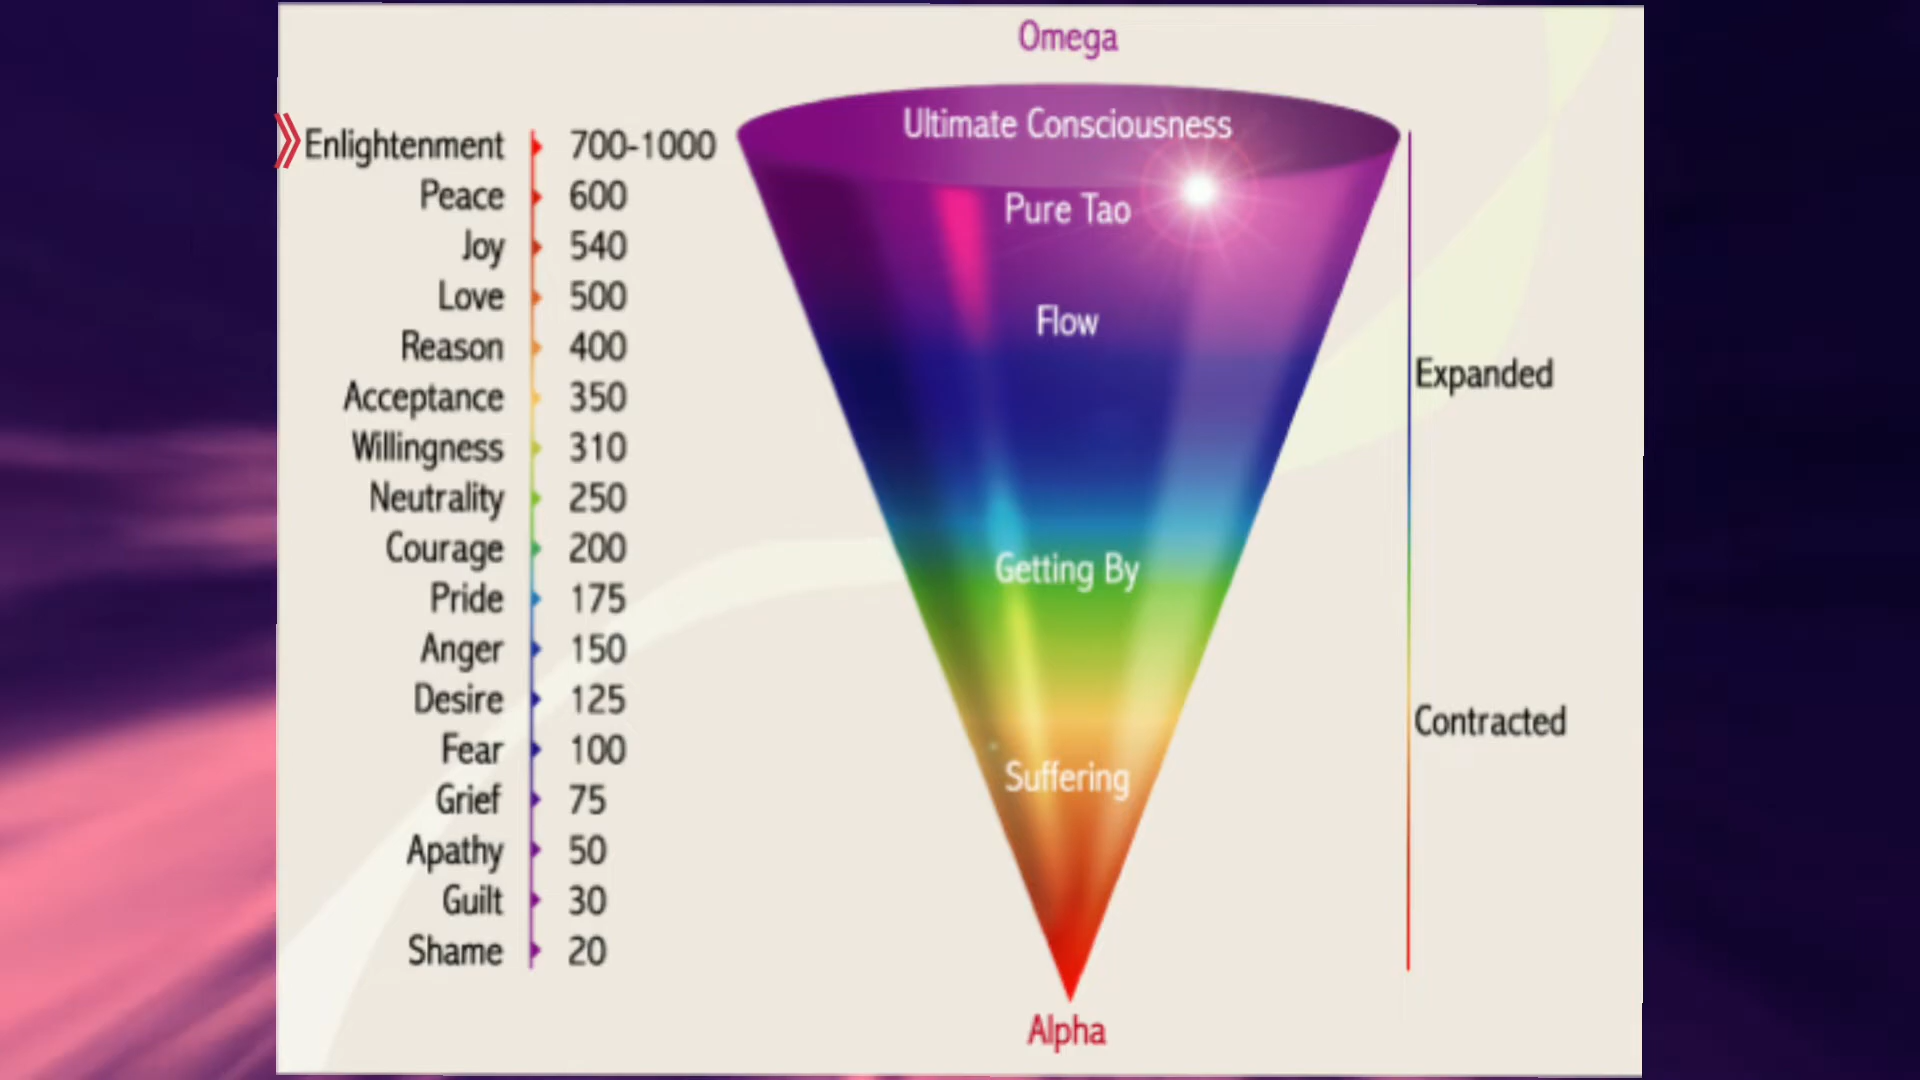 Omega
Enlightenment 700-1000
Peace 600
Joy 540
Love 500
Reason 400
Acceptance 350
Willingness 310
Neutrality 250
Courage 200
Pride 175
Anger 150
Desire 125
Fear 100
Grief 75
Apathy 50
Guilt 30
Shame 20
Ultimate Consciousness
Pure Tao
Flow
Getting By
Suffering
Alpha
Expanded
Contracted